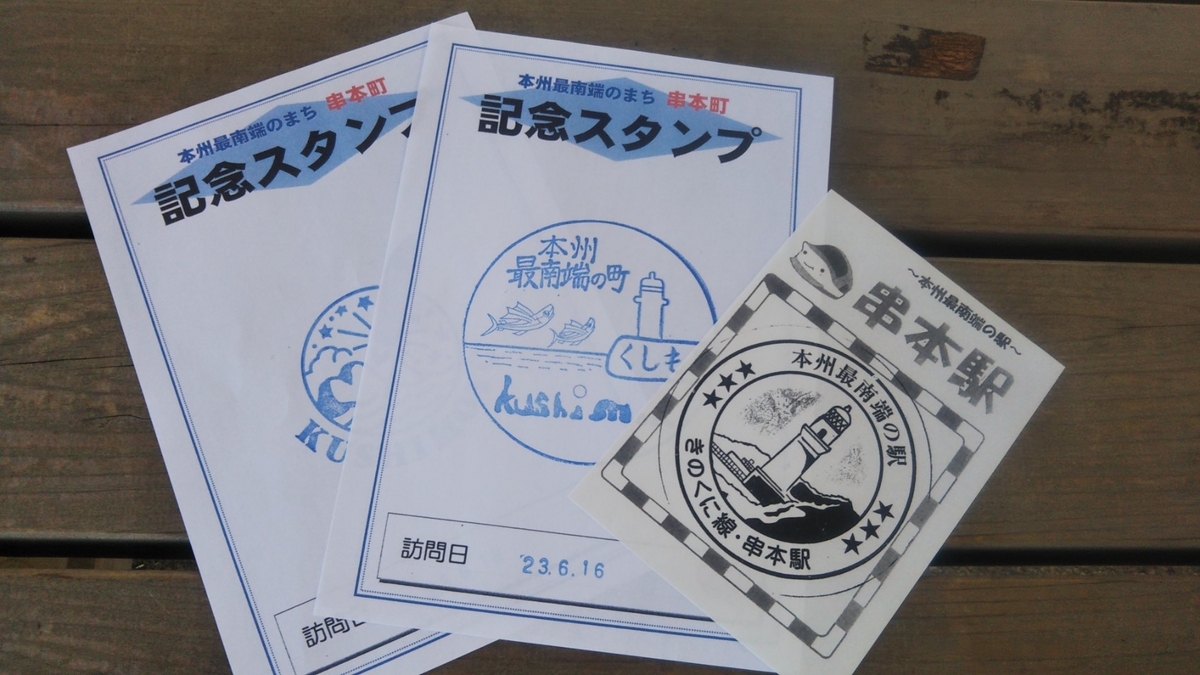 本州最南端のまち 串本町
記念スタンプ
訪問日
本州最南端のまち 串本町
記念スタンプ
本州
最南端の町
くしも
kushim
訪問日
'23.6.16
～本州最南端の駅～
串本駅
本州最南端の駅
きのくに線・串本駅